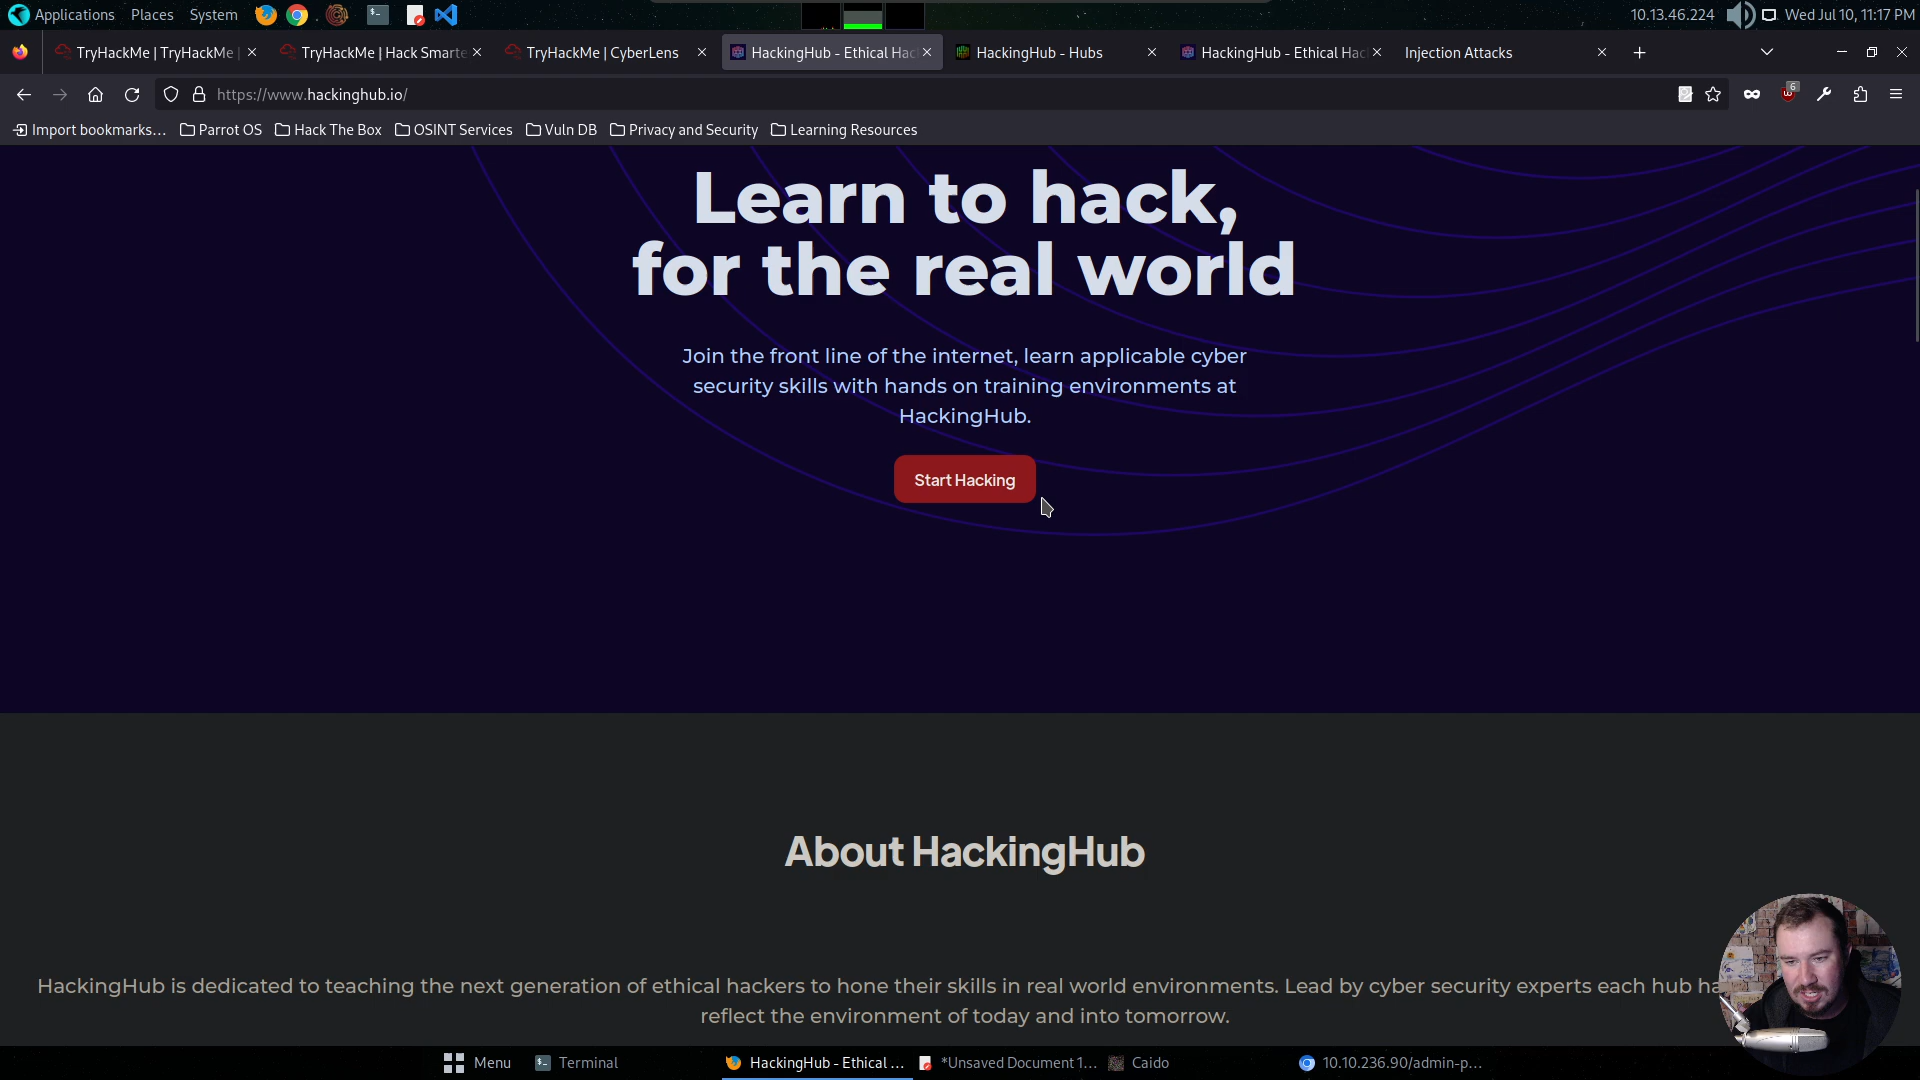 Applications Places System
10.13.46.224 Wed Jul 10, 11:17 PM
TryHackMe | TryHackMe |
TryHackMe | Hack Smarte
TryHackMe | CyberLens
HackingHub - Ethical Hac
HackingHub - Hubs
HackingHub - Ethical Hac
Injection Attacks
https://www.hackinghub.io/
6
Import bookmarks... Parrot OS Hack The Box OSINT Services Vuln DB Privacy and Security Learning Resources
Learn to hack,
for the real world
Join the front line of the internet, learn applicable cyber
security skills with hands on training environments at
HackingHub.
Start Hacking
About HackingHub
HackingHub is dedicated to teaching the next generation of ethical hackers to hone their skills in real world environments. Lead by cyber security experts each hub ha
reflect the environment of today and into tomorrow.
Menu Terminal HackingHub - Ethical ... *Unsaved Document 1... Caido 10.10.236.90/admin-p...